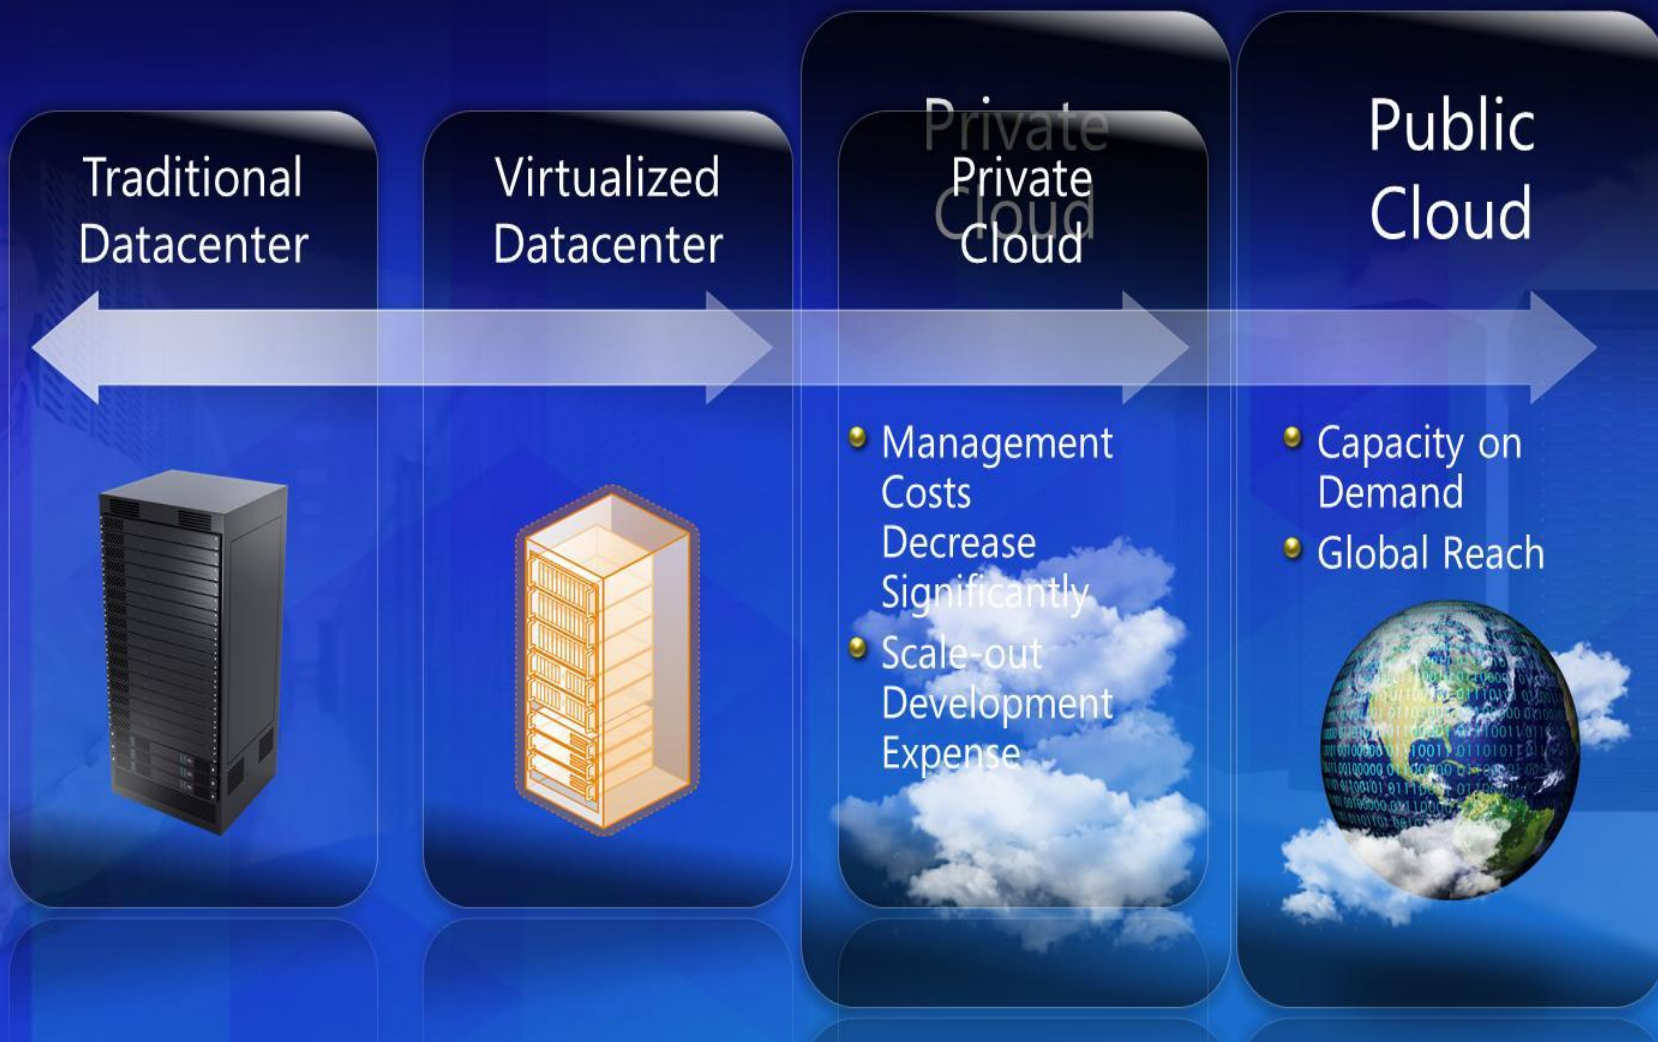 Traditional
Datacenter
Virtualized
Datacenter
Private
Cloud
Private
Cloud
Management
Costs
Decrease
Significantly
Scale-out
Development
Expense
Public
Cloud
Capacity on
Demand
Global Reach